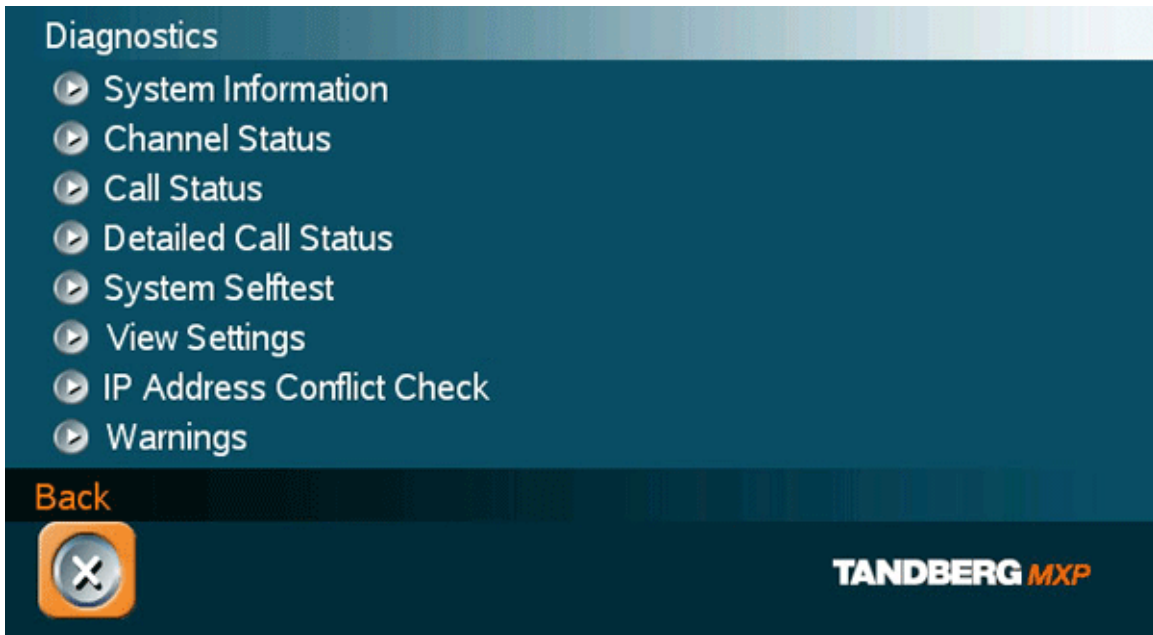 Diagnostics
System Information
Channel Status
Call Status
Detailed Call Status
System Selftest
View Settings
IP Address Conflict Check
Warnings
Back
TANDBERG MXP